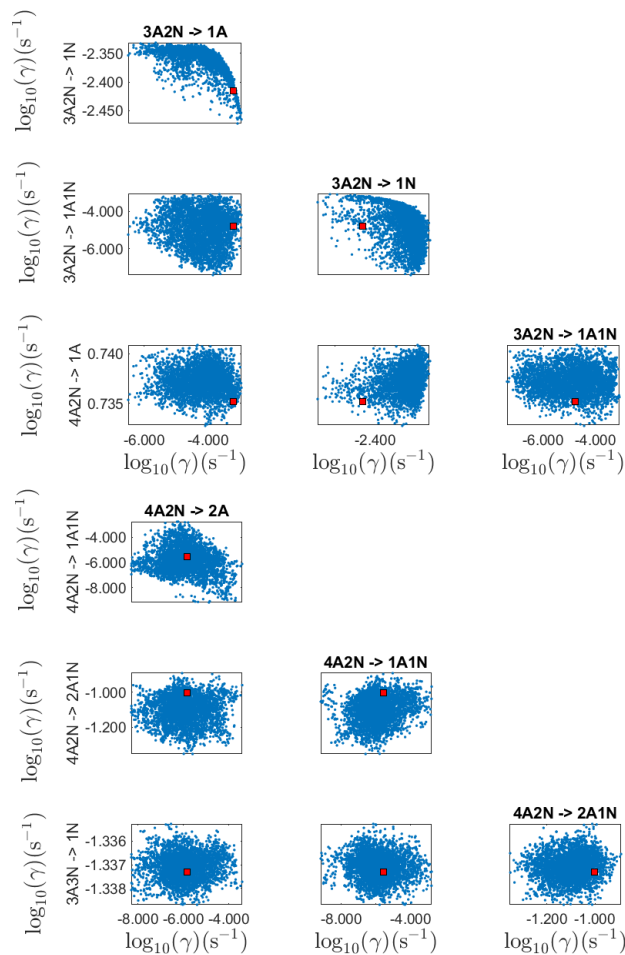 3A2N -> 1A
log₁₀(γ)(s⁻¹)
3A2N -> 1N
-2.350
-2.400
-2.450
3A2N -> 1N
log₁₀(γ)(s⁻¹)
3A2N -> 1A1N
-4.000
-6.000
3A2N -> 1A1N
log₁₀(γ)(s⁻¹)
4A2N -> 1A
0.740
0.735
-6.000 -4.000
-2.400
-6.000 -4.000
log₁₀(γ)(s⁻¹)
log₁₀(γ)(s⁻¹)
log₁₀(γ)(s⁻¹)
4A2N -> 2A
log₁₀(γ)(s⁻¹)
4A2N -> 1A1N
-4.000
-6.000
-8.000
4A2N -> 1A1N
log₁₀(γ)(s⁻¹)
4A2N -> 2A1N
-1.000
-1.200
4A2N -> 2A1N
log₁₀(γ)(s⁻¹)
3A3N -> 1N
-1.336
-1.337
-1.338
-8.000 -6.000 -4.000
-8.000 -4.000
-1.200 -1.000
log₁₀(γ)(s⁻¹)
log₁₀(γ)(s⁻¹)
log₁₀(γ)(s⁻¹)